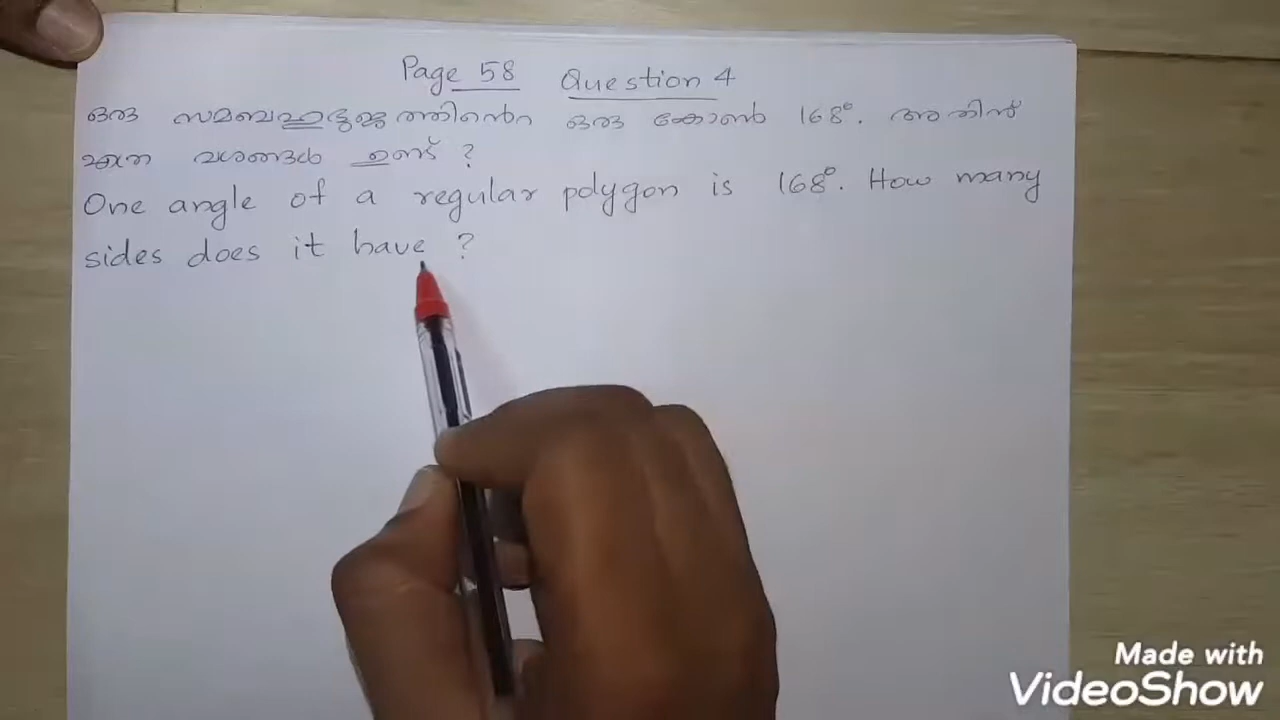 Page 58 Question 4
ഒരു സമബഹുഭുജത്തിന്റെ ഒരു കോൺ 168°. അതിന്
എത്ര വശങ്ങൾ ഉണ്ട് ?
One angle of a regular polygon is 168°. How many
sides does it have ?
Made with
VideoShow